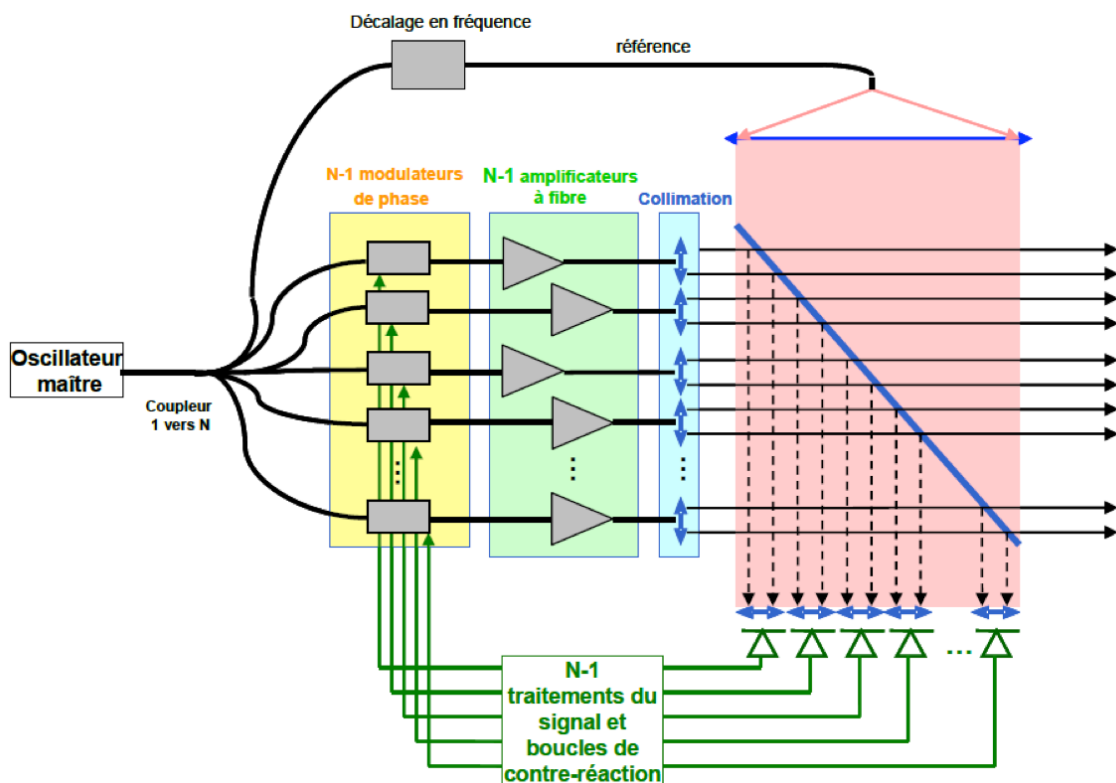 Décalage en fréquence
référence
N-1 modulateurs
de phase
N-1 amplificateurs
à fibre
Collimation
Oscillateur
maître
Coupleur
1 vers N
N-1
traitements du
signal et
boucles de
contre-réaction